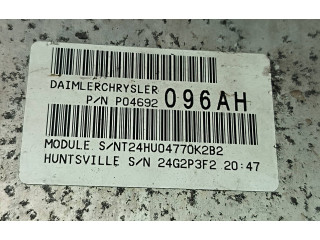 DAIMLERCHRYSLER
P/N P04692 096AH
MODULE S/NT24HU04770K2B2
HUNTSVILLE S/N 24G2P3F2 20:47